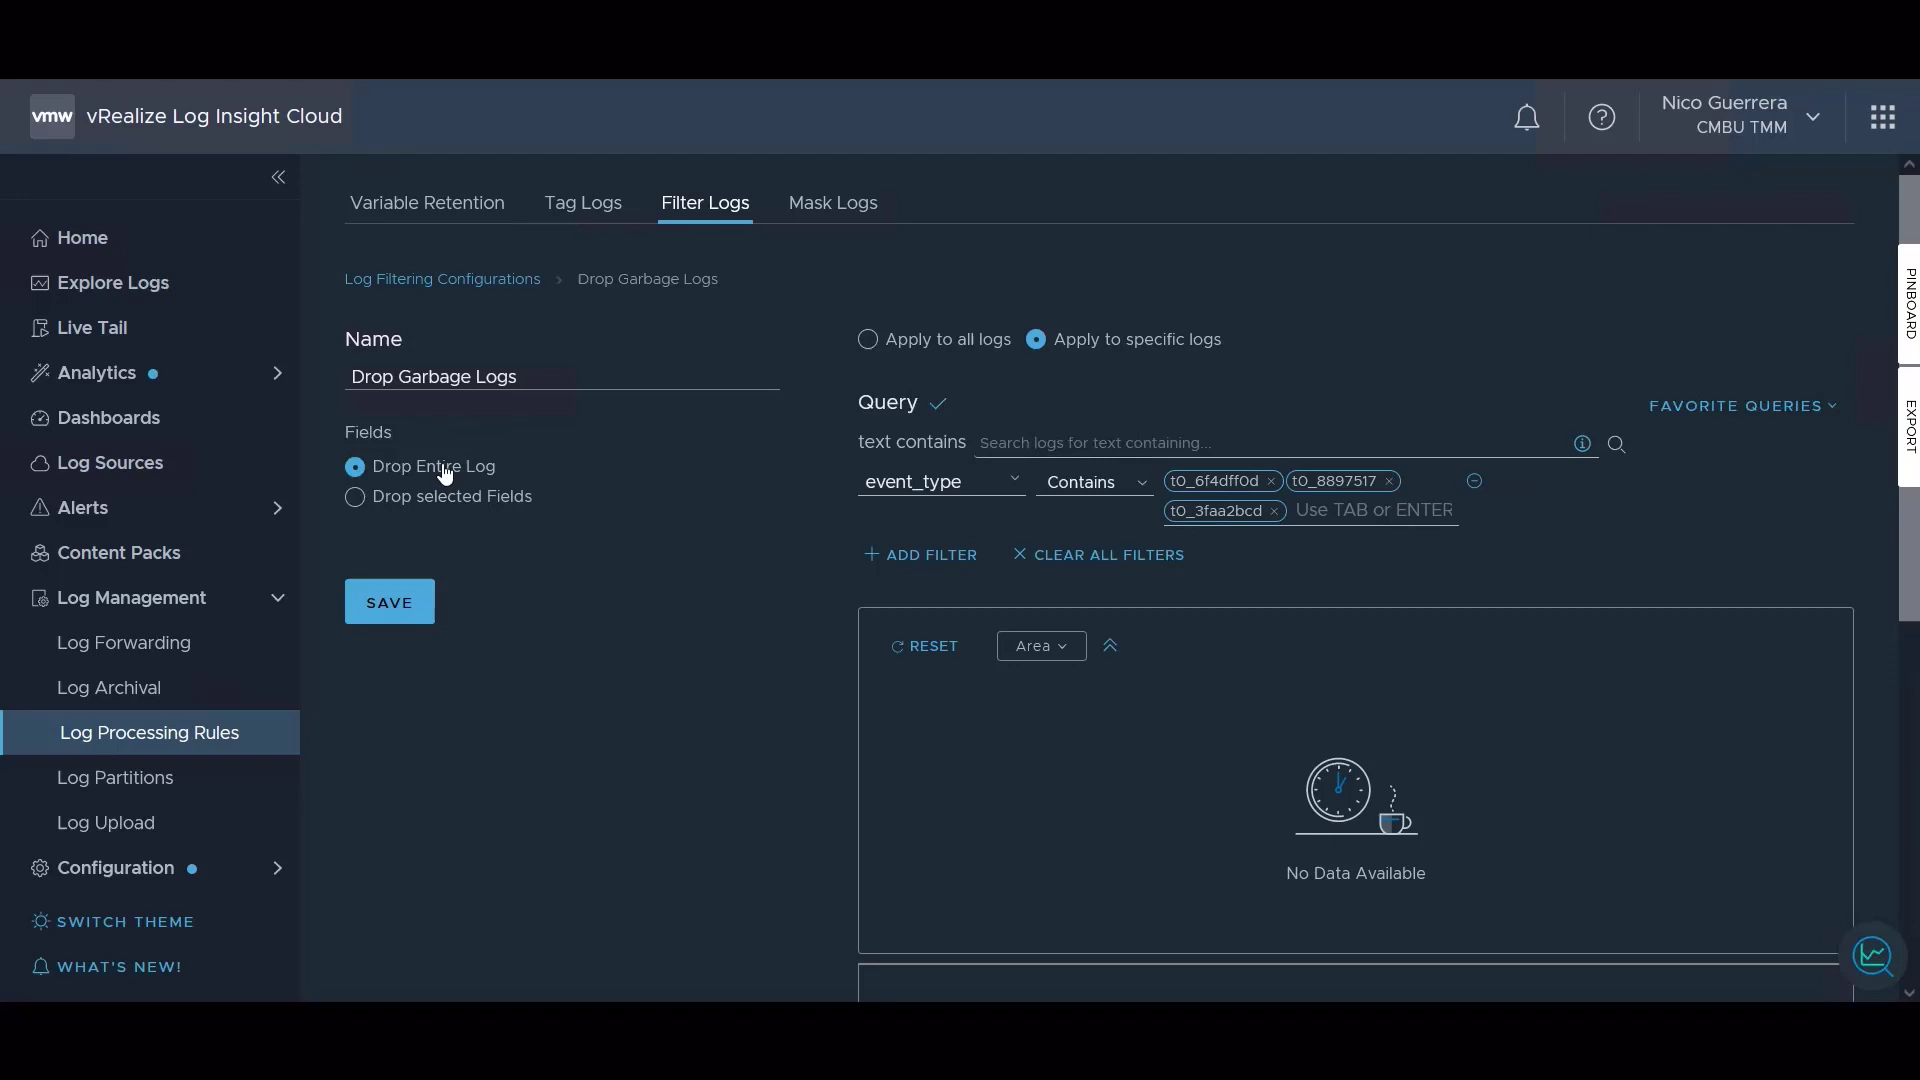 vmw vRealize Log Insight Cloud
Nico Guerrera
CMBU TMM
Home
Explore Logs
Live Tail
Analytics
Dashboards
Log Sources
Alerts
Content Packs
Log Management
Log Forwarding
Log Archival
Log Processing Rules
Log Partitions
Log Upload
Configuration
SWITCH THEME
WHAT'S NEW!
Variable Retention Tag Logs Filter Logs Mask Logs
Log Filtering Configurations > Drop Garbage Logs
Name
Drop Garbage Logs
Fields
Drop Entire Log
Drop selected Fields
SAVE
Apply to all logs Apply to specific logs
Query
FAVORITE QUERIES
text contains Search logs for text containing...
event_type Contains t0_6f4dff0d × t0_8897517 ×
t0_3faa2bcd × Use TAB or ENTER
+ ADD FILTER × CLEAR ALL FILTERS
RESET Area
No Data Available
PINBOARD
EXPORT